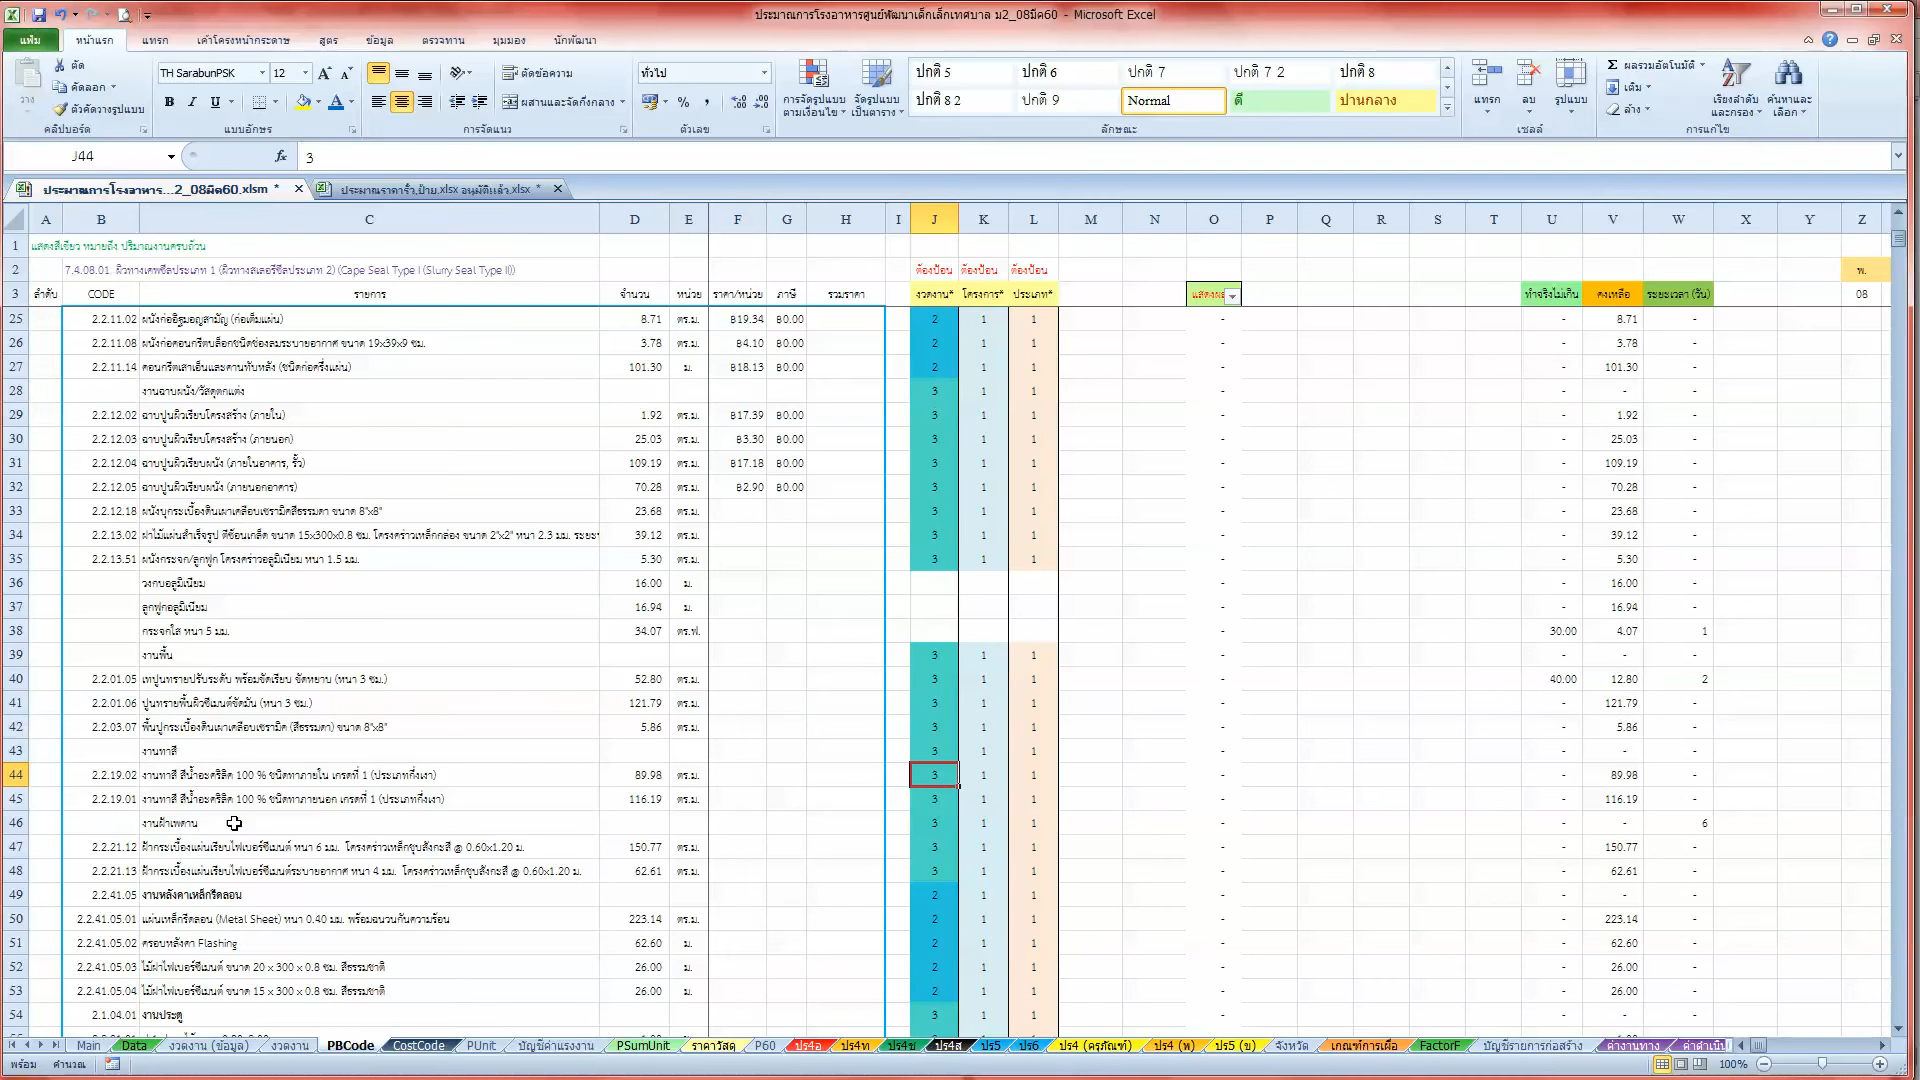 ประมาณการโรงอาหารศูนย์พัฒนาเด็กเล็กเทศบาล ม2_08มีค60 - Microsoft Excel
แฟ้ม หน้าแรก แทรก เค้าโครงหน้ากระดาษ สูตร ข้อมูล ตรวจทาน มุมมอง นักพัฒนา
ตัด TH SarabunPSK 12 ตัดข้อความ ทั่วไป ปกติ 5 ปกติ 6 ปกติ 7 ปกติ 7 2 ปกติ 8 ผลรวมอัตโนมัติ
วาง คัดลอก ตัวคัดวางรูปแบบ ผสานและจัดกึ่งกลาง การจัดรูปแบบตามเงื่อนไข จัดรูปแบบเป็นตาราง ปกติ 8 2 ปกติ 9 Normal ดี ปานกลาง แทรก ลบ รูปแบบ เติม ล้าง เรียงลำดับและกรอง ค้นหาและเลือก
คลิปบอร์ด แบบอักษร การจัดแนว ตัวเลข ลักษณะ เซลล์ การแก้ไข
J44 fx 3
ประมาณการโรงอาหาร...2_08มีค60.xlsm * ประมาณราคารั้ว,ป้าย.xlsx อนุมัติแล้ว.xlsx *
A B C D E F G H I J K L M N O P Q R S T U V W X Y Z
1 แสดงสีเขียว หมายถึง ปริมาณงานครบถ้วน
2 7.4.08.01. ผิวทางเคพซีลประเภท 1 (ผิวทางสเลอรี่ซีลประเภท 2) (Cape Seal Type I (Slurry Seal Type I)) ต้องป้อน ต้องป้อน ต้องป้อน พ.
3 ลำดับ CODE รายการ จำนวน หน่วย ราคา/หน่วย ภาษี รวมราคา งวดงาน* โครงการ* ประเภท* แสดงผล ทำจริงไม่เกิน คงเหลือ ระยะเวลา (วัน) 08
25 2.2.11.02 ผนังก่ออิฐมอญสามัญ (ก่อเต็มแผ่น) 8.71 ตร.ม. ฿19.34 ฿0.00 2 1 1 - - 8.71 -
26 2.2.11.08 ผนังก่อคอนกรีตบล็อกชนิดช่องลมระบายอากาศ ขนาด 19x39x9 ซม. 3.78 ตร.ม. ฿4.10 ฿0.00 2 1 1 - - 3.78 -
27 2.2.11.14 คอนกรีตเสาเอ็นและคานทับหลัง (ชนิดก่อครึ่งแผ่น) 101.30 ม. ฿18.13 ฿0.00 2 1 1 - - 101.30 -
28 งานฉาบผนัง/วัสดุตกแต่ง 3 1 1 - - - -
29 2.2.12.02 ฉาบปูนผิวเรียบโครงสร้าง (ภายใน) 1.92 ตร.ม. ฿17.39 ฿0.00 3 1 1 - - 1.92 -
30 2.2.12.03 ฉาบปูนผิวเรียบโครงสร้าง (ภายนอก) 25.03 ตร.ม. ฿3.30 ฿0.00 3 1 1 - - 25.03 -
31 2.2.12.04 ฉาบปูนผิวเรียบผนัง (ภายในอาคาร, รั้ว) 109.19 ตร.ม. ฿17.18 ฿0.00 3 1 1 - - 109.19 -
32 2.2.12.05 ฉาบปูนผิวเรียบผนัง (ภายนอกอาคาร) 70.28 ตร.ม. ฿2.90 ฿0.00 3 1 1 - - 70.28 -
33 2.2.12.18 ผนังบุกระเบื้องดินเผาเคลือบเซรามิคสีธรรมดา ขนาด 8"x8" 23.68 ตร.ม. 3 1 1 - - 23.68 -
34 2.2.13.02 ฝาไม้แผ่นสำเร็จรูป ตีซ้อนเกล็ด ขนาด 15x300x0.8 ซม. โครงคร่าวเหล็กกล่อง ขนาด 2"x2" หนา 2.3 มม. ระยะห 39.12 ตร.ม. 3 1 1 - - 39.12 -
35 2.2.13.51 ผนังกระจก/ลูกฟูก โครงคร่าวอลูมิเนียม หนา 1.5 มม. 5.30 ตร.ม. 3 1 1 - - 5.30 -
36 วงกบอลูมิเนียม 16.00 ม. - - 16.00 -
37 ลูกฟูกอลูมิเนียม 16.94 ม. - - 16.94 -
38 กระจกใส หนา 5 มม. 34.07 ตร.ฟ. - 30.00 4.07 1
39 งานพื้น 3 1 1 - - - -
40 2.2.01.05 เทปูนทรายปรับระดับ พร้อมขัดเรียบ ขัดหยาบ (หนา 3 ซม.) 52.80 ตร.ม. 3 1 1 - 40.00 12.80 2
41 2.2.01.06 ปูนทรายพื้นผิวซีเมนต์ขัดมัน (หนา 3 ซม.) 121.79 ตร.ม. 3 1 1 - - 121.79 -
42 2.2.03.07 พื้นปูกระเบื้องดินเผาเคลือบเซรามิค (สีธรรมดา) ขนาด 8"x8" 5.86 ตร.ม. 3 1 1 - - 5.86 -
43 งานทาสี 3 1 1 - - - -
44 2.2.19.02 งานทาสี สีน้ำอะคริลิค 100 % ชนิดทาภายใน เกรดที่ 1 (ประเภทกึ่งเงา) 89.98 ตร.ม. 3 1 1 - - 89.98 -
45 2.2.19.01 งานทาสี สีน้ำอะคริลิค 100 % ชนิดทาภายนอก เกรดที่ 1 (ประเภทกึ่งเงา) 116.19 ตร.ม. 3 1 1 - - 116.19 -
46 งานฝ้าเพดาน 3 1 1 - - - 6
47 2.2.21.12 ฝ้ากระเบื้องแผ่นเรียบไฟเบอร์ซีเมนต์ หนา 6 มม. โครงคร่าวเหล็กชุบสังกะสี @ 0.60x1.20 ม. 150.77 ตร.ม. 3 1 1 - - 150.77 -
48 2.2.21.13 ฝ้ากระเบื้องแผ่นเรียบไฟเบอร์ซีเมนต์ระบายอากาศ หนา 4 มม. โครงคร่าวเหล็กชุบสังกะสี @ 0.60x1.20 ม. 62.61 ตร.ม. 3 1 1 - - 62.61 -
49 2.2.41.05 งานหลังคาเหล็กรีดลอน 2 1 1 - - - -
50 2.2.41.05.01 แผ่นเหล็กรีดลอน (Metal Sheet) หนา 0.40 มม. พร้อมฉนวนกันความร้อน 223.14 ตร.ม. 2 1 1 - - 223.14 -
51 2.2.41.05.02 ครอบหลังคา Flashing 62.60 ม. 2 1 1 - - 62.60 -
52 2.2.41.05.03 ไม้ฝาไฟเบอร์ซีเมนต์ ขนาด 20 x 300 x 0.8 ซม. สีธรรมชาติ 26.00 ม. 2 1 1 - - 26.00 -
53 2.2.41.05.04 ไม้ฝาไฟเบอร์ซีเมนต์ ขนาด 15 x 300 x 0.8 ซม. สีธรรมชาติ 26.00 ม. 2 1 1 - - 26.00 -
54 2.1.04.01 งานประตู 3 1 1 - - - -
Main Data งวดงาน (ข้อมูล) งวดงาน PBCode CostCode PUnit บัญชีค่าแรงงาน PSumUnit ราคาวัสดุ P60 ปร4อ ปร4ท ปร4ช ปร4ส ปร5 ปร6 ปร4 (ครุภัณฑ์) ปร4 (พ) ปร5 (ข) จังหวัด เกณฑ์การเผื่อ FactorF บัญชีรายการก่อสร้าง ค่างานทาง ค่าดำเนิน
พร้อม คำนวณ 100%